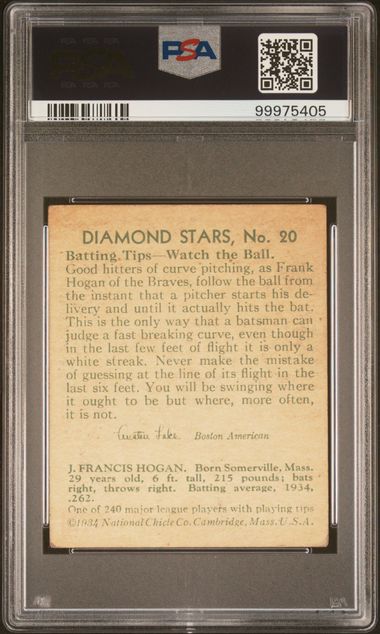 PSA
99975405
DIAMOND STARS, No. 20
Batting Tips—Watch the Ball.
Good hitters of curve pitching, as Frank
Hogan of the Braves, follow the ball from
the instant that a pitcher starts his de-
livery and until it actually hits the bat.
This is the only way that a batsman can
judge a fast breaking curve, even though
in the last few feet of flight it is only a
white streak. Never make the mistake
of guessing at the line of its flight in the
last six feet. You will be swinging where
it ought to be but where, more often,
it is not.
Boston American
J. FRANCIS HOGAN. Born Somerville, Mass.
29 years old, 6 ft. tall, 215 pounds; bats
right, throws right. Batting average, 1934,
.262.
One of 240 major league players with playing tips
©1934 National Chicle Co. Cambridge, Mass. U.S.A.